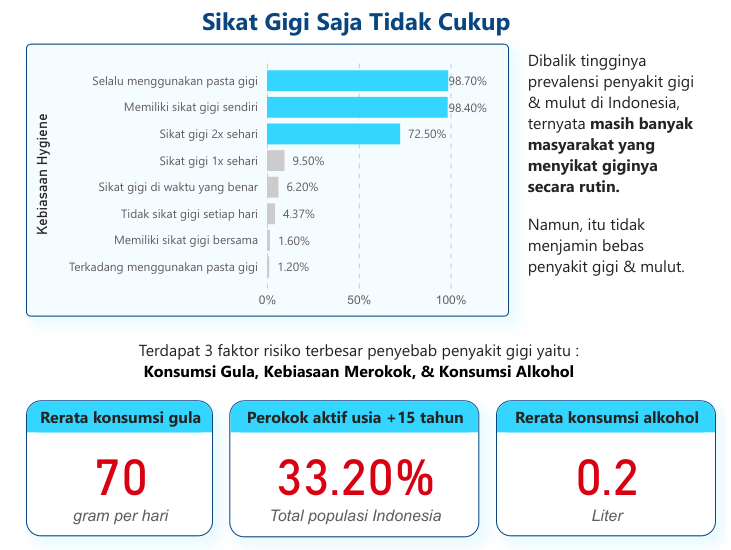 Sikat Gigi Saja Tidak Cukup
Kebiasaan Hygiene
Selalu menggunakan pasta gigi 98.70%
Memiliki sikat gigi sendiri 98.40%
Sikat gigi 2x sehari 72.50%
Sikat gigi 1x sehari 9.50%
Sikat gigi di waktu yang benar 6.20%
Tidak sikat gigi setiap hari 4.37%
Memiliki sikat gigi bersama 1.60%
Terkadang menggunakan pasta gigi 1.20%
0% 50% 100%
Dibalik tingginya
prevalensi penyakit gigi
& mulut di Indonesia,
ternyata masih banyak
masyarakat yang
menyikat giginya
secara rutin.
Namun, itu tidak
menjamin bebas
penyakit gigi & mulut.
Terdapat 3 faktor risiko terbesar penyebab penyakit gigi yaitu :
Konsumsi Gula, Kebiasaan Merokok, & Konsumsi Alkohol
Rerata konsumsi gula
70
gram per hari
Perokok aktif usia +15 tahun
33.20%
Total populasi Indonesia
Rerata konsumsi alkohol
0.2
Liter